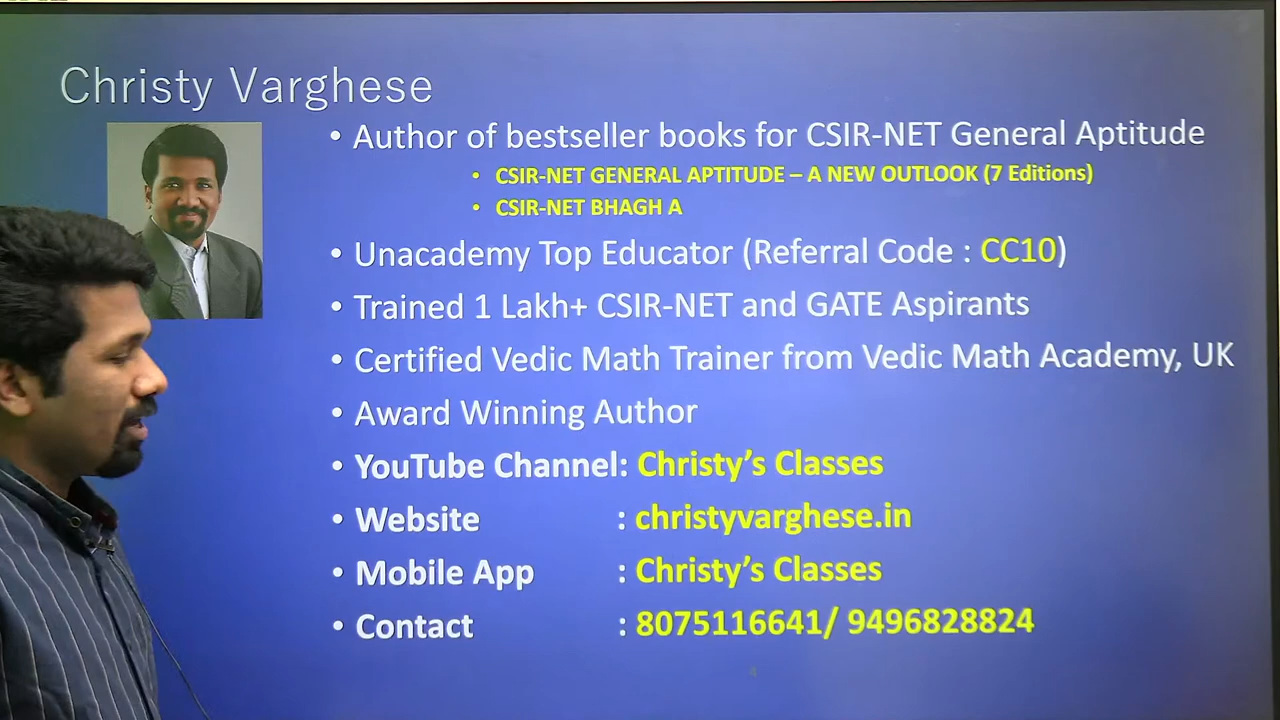 Christy Varghese
• Author of bestseller books for CSIR-NET General Aptitude
• CSIR-NET GENERAL APTITUDE – A NEW OUTLOOK (7 Editions)
• CSIR-NET BHAGH A
• Unacademy Top Educator (Referral Code : CC10)
• Trained 1 Lakh+ CSIR-NET and GATE Aspirants
• Certified Vedic Math Trainer from Vedic Math Academy, UK
• Award Winning Author
• YouTube Channel: Christy’s Classes
• Website : christyvarghese.in
• Mobile App : Christy’s Classes
• Contact : 8075116641/ 9496828824
4